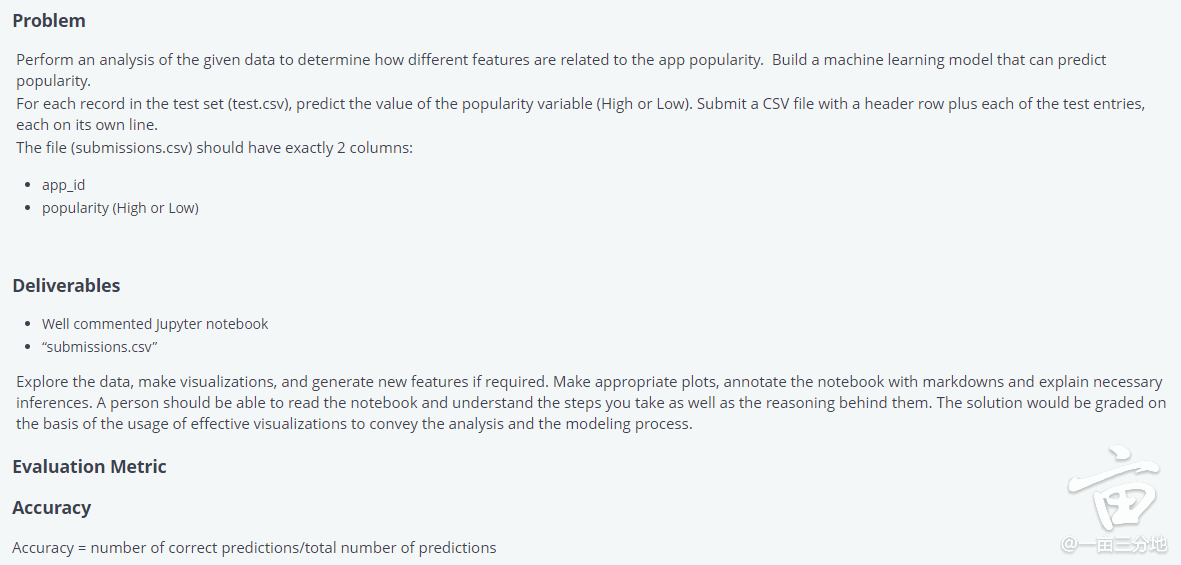 Problem
Perform an analysis of the given data to determine how different features are related to the app popularity.  Build a machine learning model that can predict
popularity.
For each record in the test set (test.csv), predict the value of the popularity variable (High or Low). Submit a CSV file with a header row plus each of the test entries,
each on its own line.
The file (submissions.csv) should have exactly 2 columns:
• app_id
• popularity (High or Low)
Deliverables
• Well commented Jupyter notebook
• “submissions.csv”
Explore the data, make visualizations, and generate new features if required. Make appropriate plots, annotate the notebook with markdowns and explain necessary
inferences. A person should be able to read the notebook and understand the steps you take as well as the reasoning behind them. The solution would be graded on
the basis of the usage of effective visualizations to convey the analysis and the modeling process.
Evaluation Metric
Accuracy
Accuracy = number of correct predictions/total number of predictions
亩
@一亩三分地